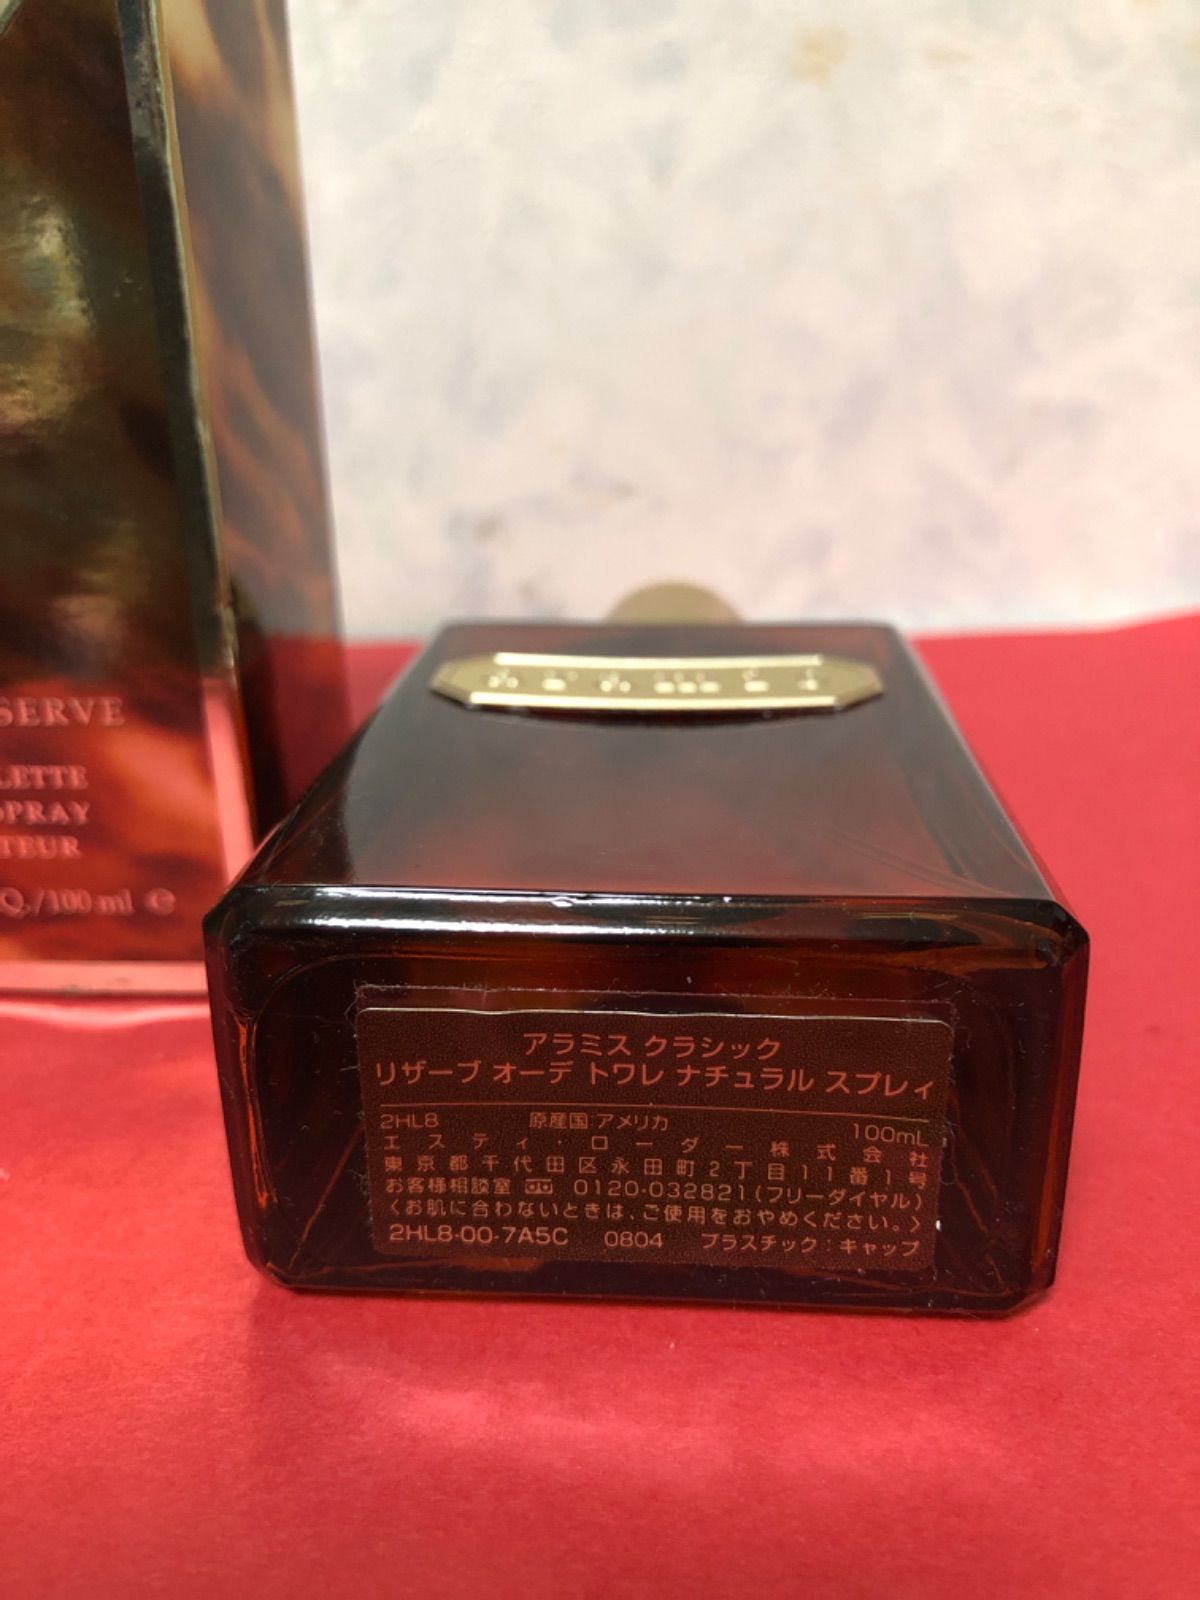 SERVE
LETTE
SPRAY
TEUR
Q./100 ml ℮
アラミス クラシック
リザーブ オーデ トワレ ナチュラル スプレィ
2HL8 原産国:アメリカ 100mL
エスティ・ローダー株式会社
東京都千代田区永田町2丁目11番1号
お客様相談室 0120-032821(フリーダイヤル)
〈お肌に合わないときは、ご使用をおやめください。〉
2HL8-00-7A5C 0804 プラスチック:キャップ